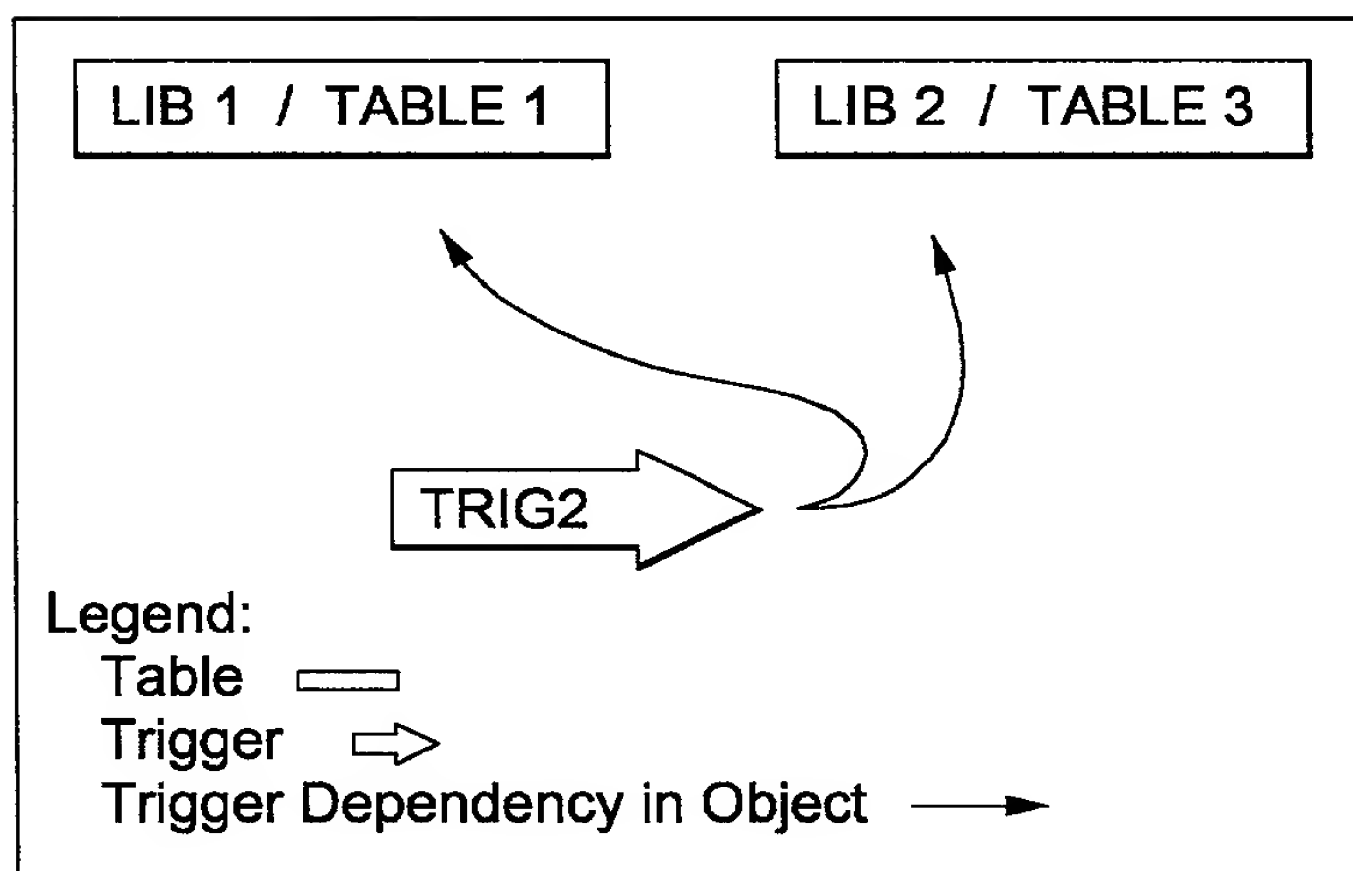 LIB 1 / TABLE 1
LIB 2 / TABLE 3
TRIG2
Legend:
Table
Trigger
Trigger Dependency in Object